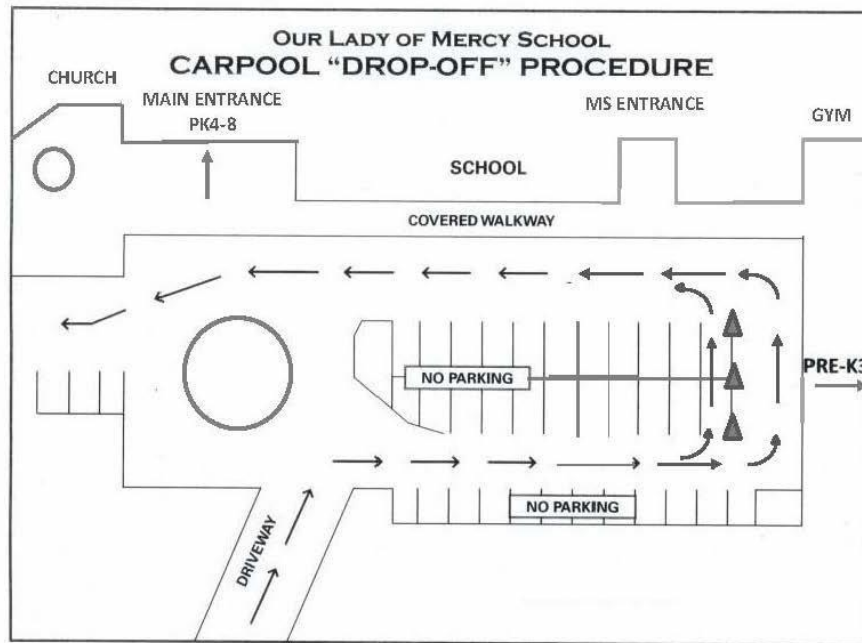 OUR LADY OF MERCY SCHOOL
CARPOOL “DROP-OFF” PROCEDURE
CHURCH
MAIN ENTRANCE
PK4-8
MS ENTRANCE
GYM
SCHOOL
COVERED WALKWAY
NO PARKING
PRE-K3
NO PARKING
DRIVEWAY